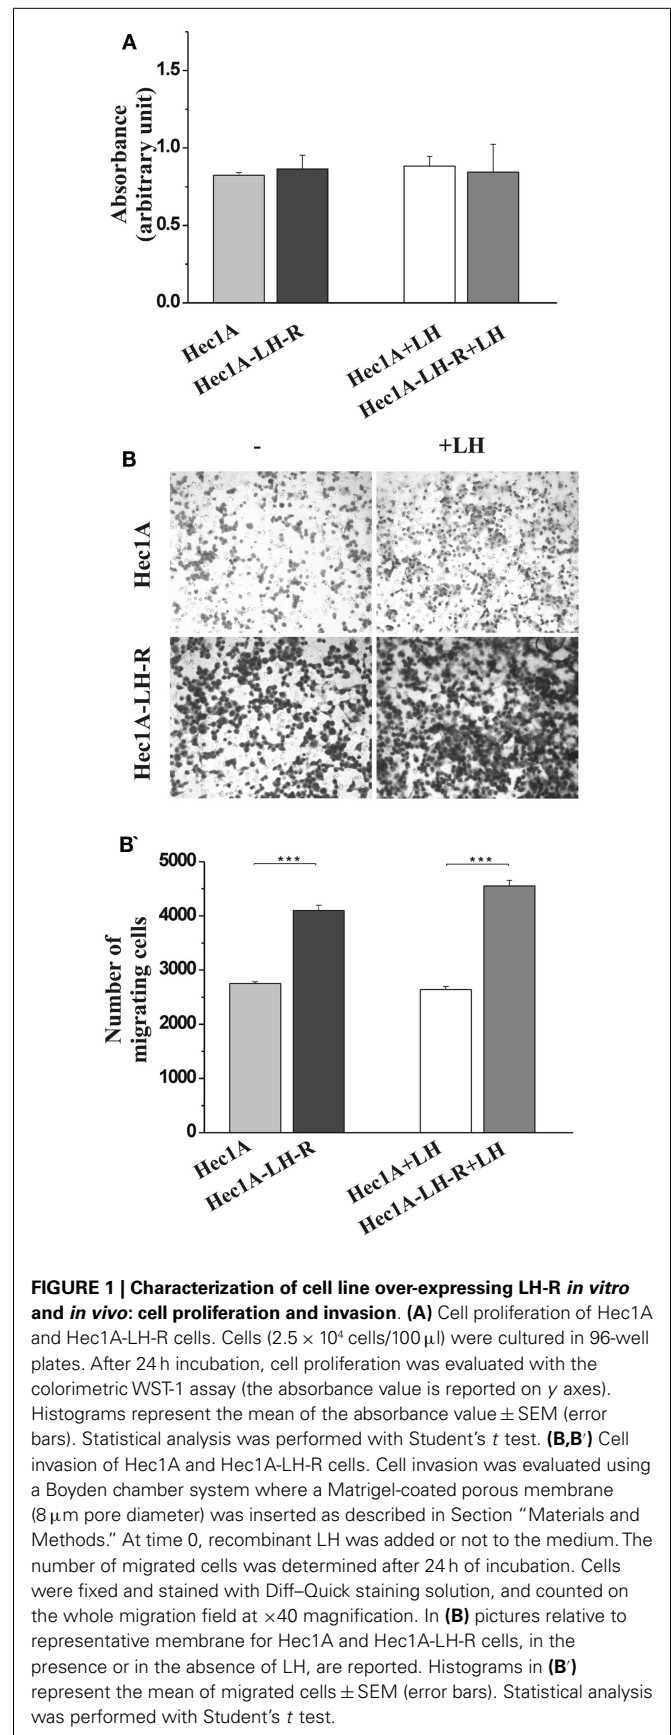 A
1.5
1.0
0.5
0.0
Absorbance
(arbitrary unit)
Hec1A
Hec1A-LH-R
Hec1A+LH
Hec1A-LH-R+LH
B
-
+LH
Hec1A
Hec1A-LH-R
B`
5000
4000
3000
2000
1000
0
Number of
migrating cells
***
***
Hec1A
Hec1A-LH-R
Hec1A+LH
Hec1A-LH-R+LH
FIGURE 1 | Characterization of cell line over-expressing LH-R in vitro
and in vivo: cell proliferation and invasion. (A) Cell proliferation of Hec1A
and Hec1A-LH-R cells. Cells (2.5 × 10⁴ cells/100 μl) were cultured in 96-well
plates. After 24 h incubation, cell proliferation was evaluated with the
colorimetric WST-1 assay (the absorbance value is reported on y axes).
Histograms represent the mean of the absorbance value ± SEM (error
bars). Statistical analysis was performed with Student's t test. (B,B′) Cell
invasion of Hec1A and Hec1A-LH-R cells. Cell invasion was evaluated using
a Boyden chamber system where a Matrigel-coated porous membrane
(8 μm pore diameter) was inserted as described in Section “Materials and
Methods.” At time 0, recombinant LH was added or not to the medium. The
number of migrated cells was determined after 24 h of incubation. Cells
were fixed and stained with Diff–Quick staining solution, and counted on
the whole migration field at ×40 magnification. In (B) pictures relative to
representative membrane for Hec1A and Hec1A-LH-R cells, in the
presence or in the absence of LH, are reported. Histograms in (B′)
represent the mean of migrated cells ± SEM (error bars). Statistical analysis
was performed with Student's t test.